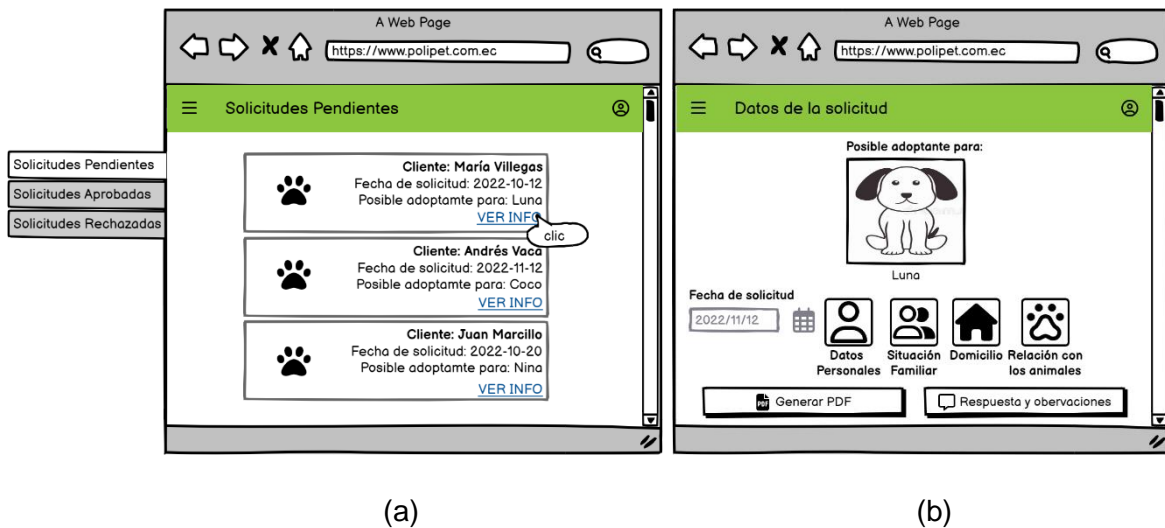 A Web Page
https://www.polipet.com.ec
Solicitudes Pendientes
Solicitudes Pendientes
Solicitudes Aprobadas
Solicitudes Rechazadas
Cliente: María Villegas
Fecha de solicitud: 2022-10-12
Posible adoptamte para: Luna
VER INFO
clic
Cliente: Andrés Vaca
Fecha de solicitud: 2022-11-12
Posible adoptamte para: Coco
VER INFO
Cliente: Juan Marcillo
Fecha de solicitud: 2022-10-20
Posible adoptamte para: Nina
VER INFO
(a)
A Web Page
https://www.polipet.com.ec
Datos de la solicitud
Posible adoptante para:
Luna
Fecha de solicitud
2022/11/12
Datos
Personales
Situación
Familiar
Domicilio
Relación con
los animales
PDF
Generar PDF
Respuesta y obervaciones
(b)